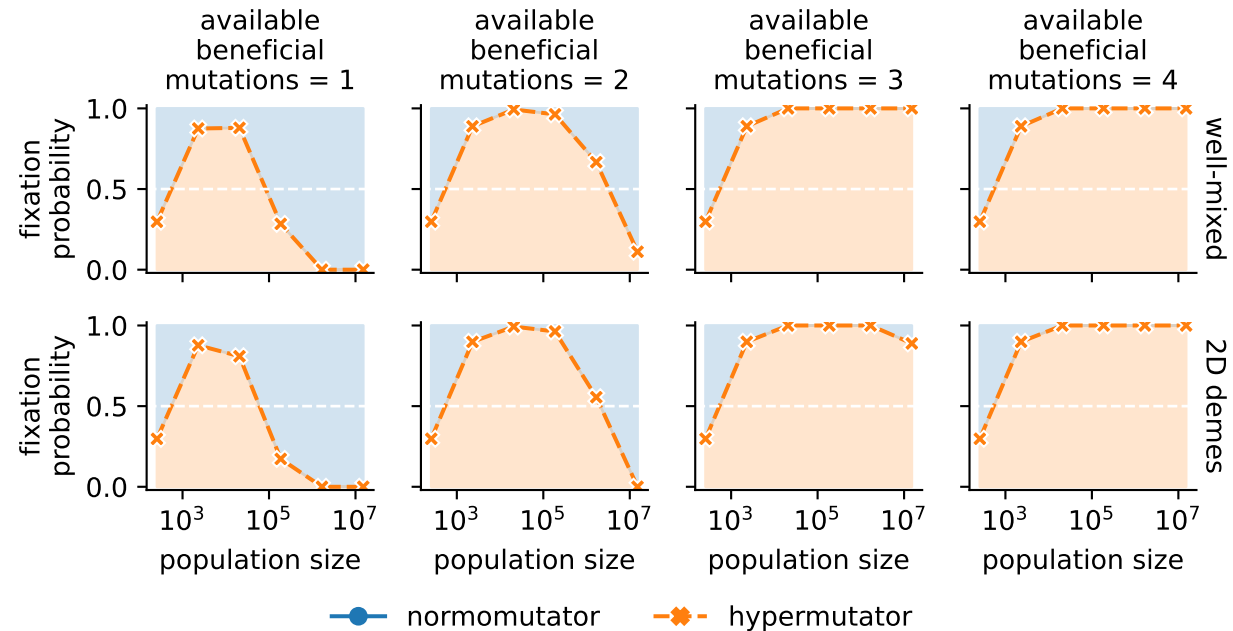 available
beneficial
mutations = 1
available
beneficial
mutations = 2
available
beneficial
mutations = 3
available
beneficial
mutations = 4
fixation
probability
1.0
0.5
0.0
well-mixed
fixation
probability
1.0
0.5
0.0
2D demes
10³ 10⁵ 10⁷
10³ 10⁵ 10⁷
10³ 10⁵ 10⁷
10³ 10⁵ 10⁷
population size
population size
population size
population size
normomutator
hypermutator